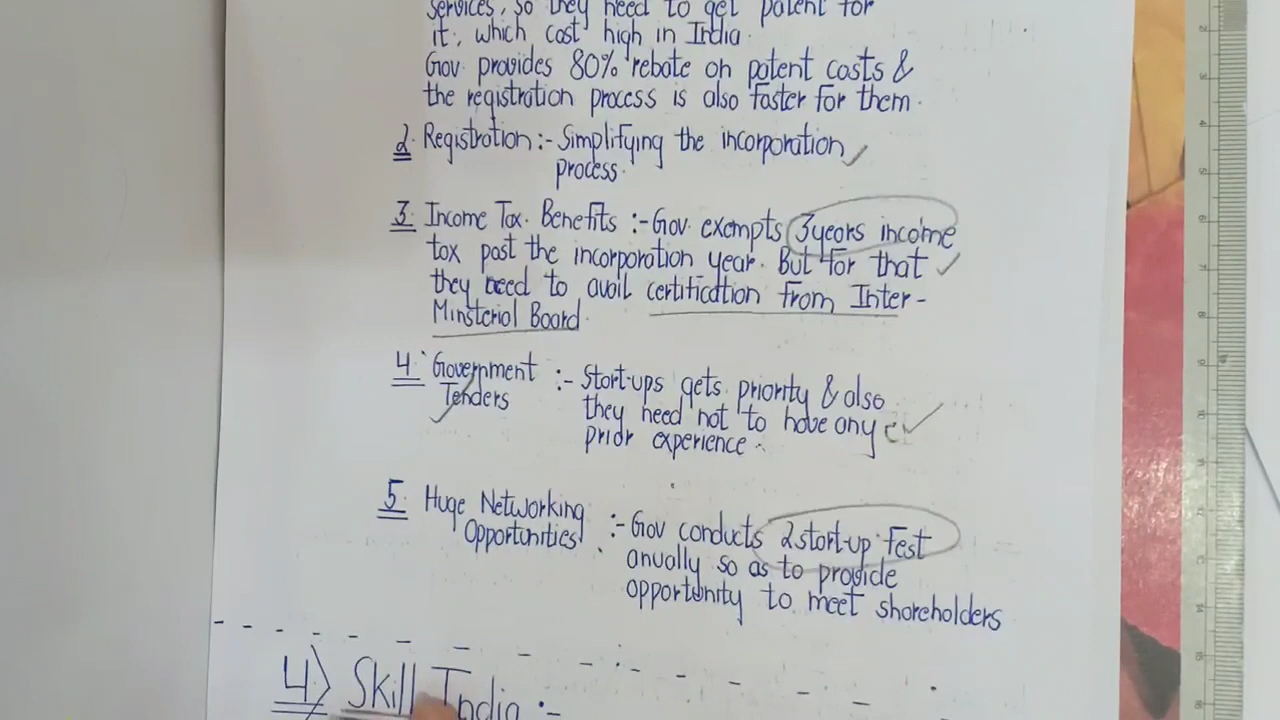 services, so they need to get patent for
it, which cost high in India.
Gov. provides 80% rebate on patent costs &
the registration process is also faster for them.
2. Registration :- Simplifying the incorporation
process.
3. Income Tax. Benefits :- Gov. exempts 3 years income
tax past the incorporation year. But for that
they need to avail certification from Inter-
Minsterial Board.
4. Government :- Start-ups gets priority & also
Tenders they need not to have any
prior experience.
5. Huge Networking :- Gov conducts 2 start-up fest
Opportunities anually so as to provide
opportunity to meet shareholders
4) Skill India :-